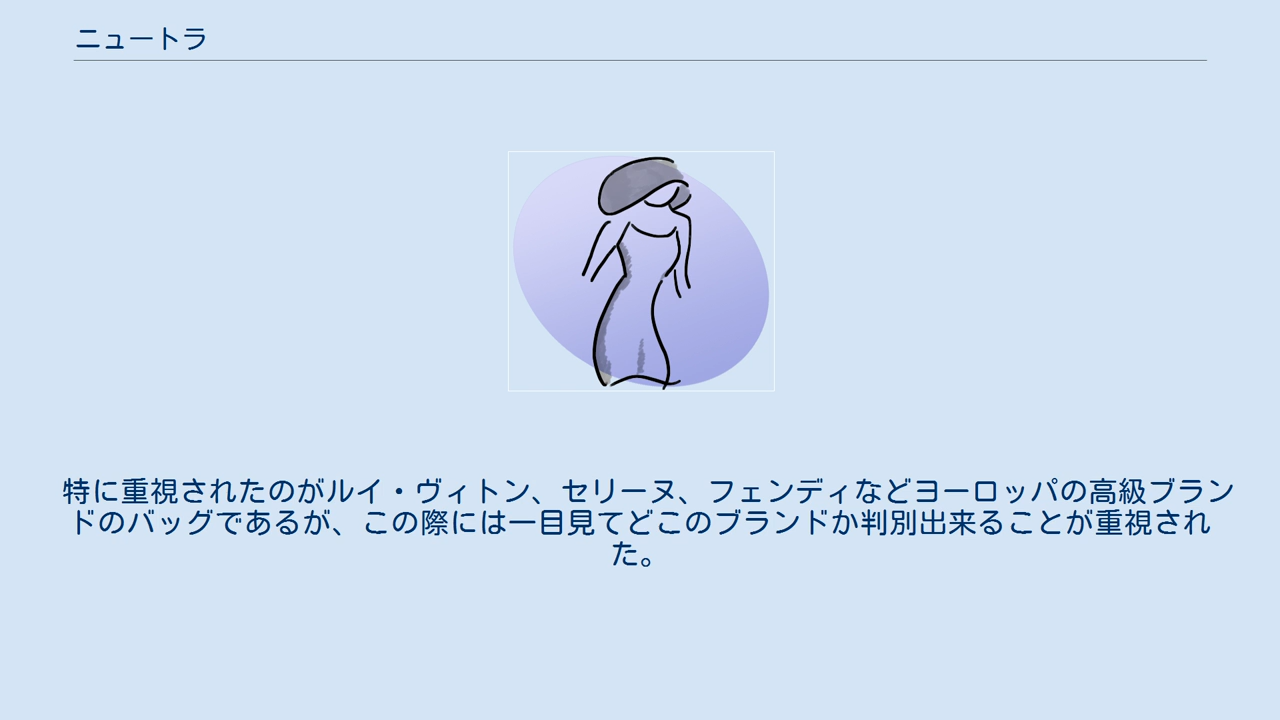 ニュートラ
特に重視されたのがルイ・ヴィトン、セリーヌ、フェンディなどヨーロッパの高級ブラン
ドのバッグであるが、この際には一目見てどこのブランドか判別出来ることが重視され
た。